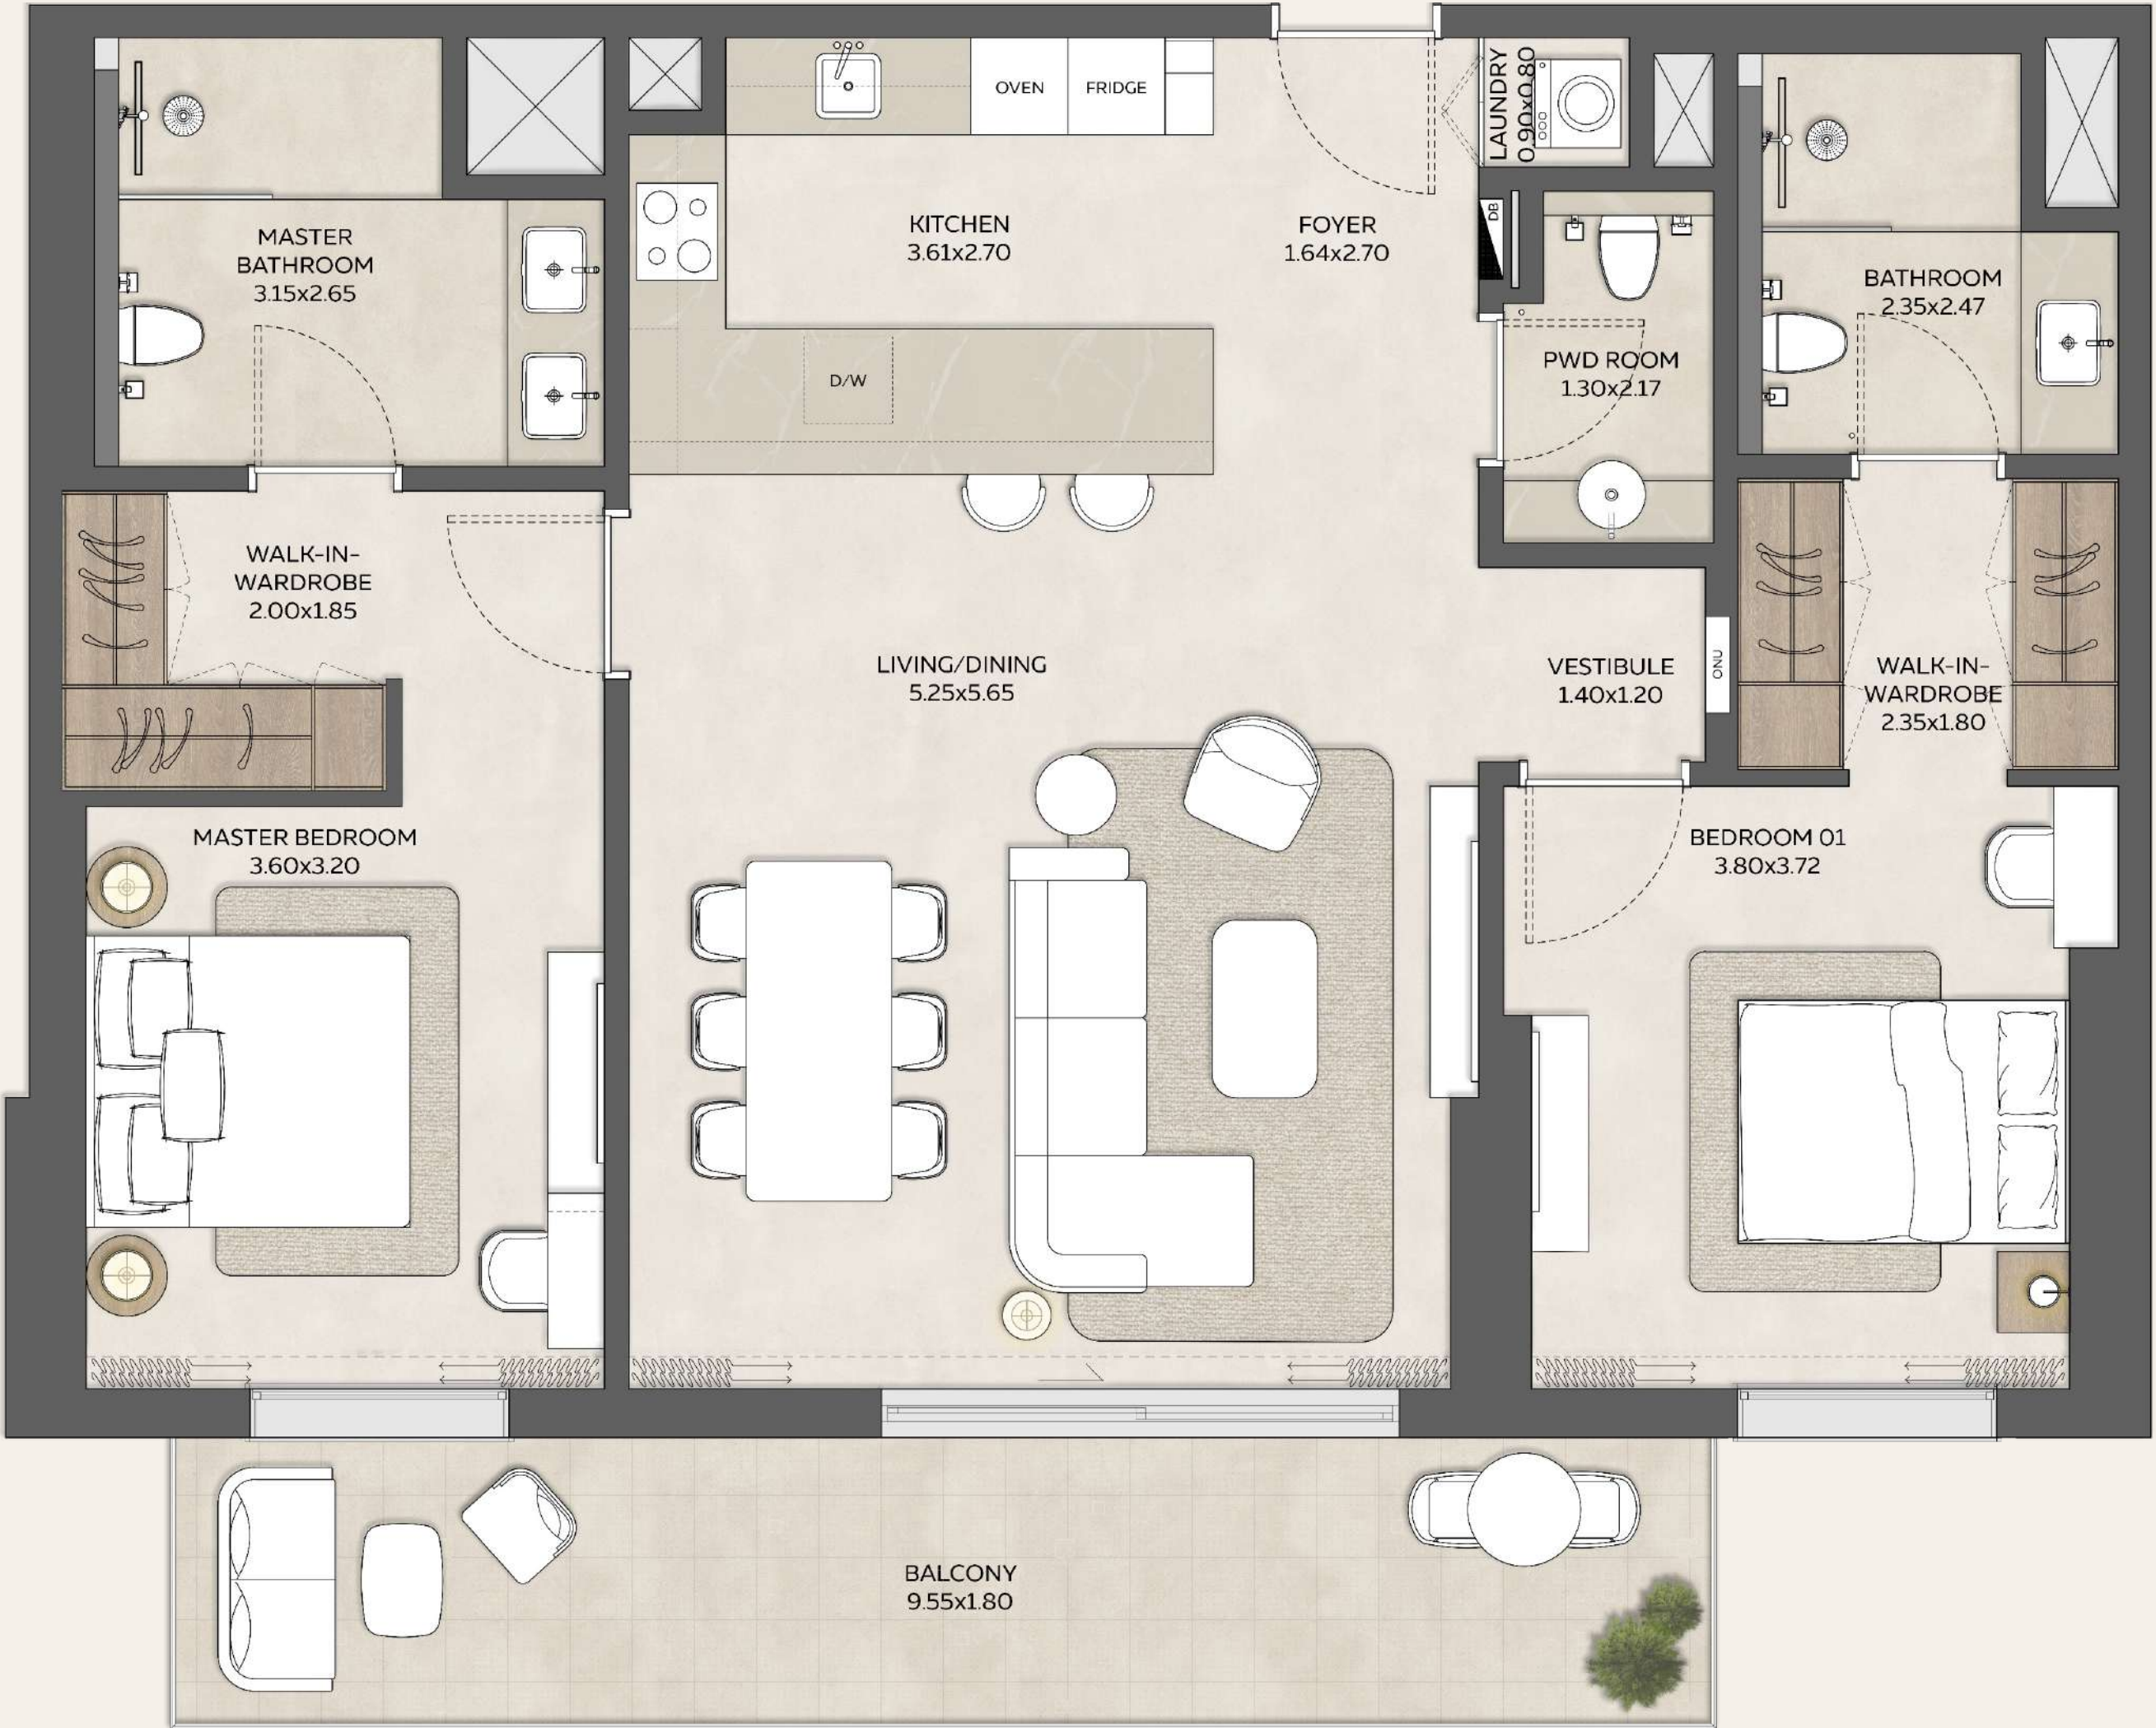 OVEN
FRIDGE
LAUNDRY
0.90x0.80
KITCHEN
3.61x2.70
FOYER
1.64x2.70
DB
MASTER
BATHROOM
3.15x2.65
BATHROOM
2.35x2.47
PWD ROOM
1.30x2.17
D/W
WALK-IN-
WARDROBE
2.00x1.85
LIVING/DINING
5.25x5.65
VESTIBULE
1.40x1.20
ONU
WALK-IN-
WARDROBE
2.35x1.80
MASTER BEDROOM
3.60x3.20
BEDROOM 01
3.80x3.72
BALCONY
9.55x1.80